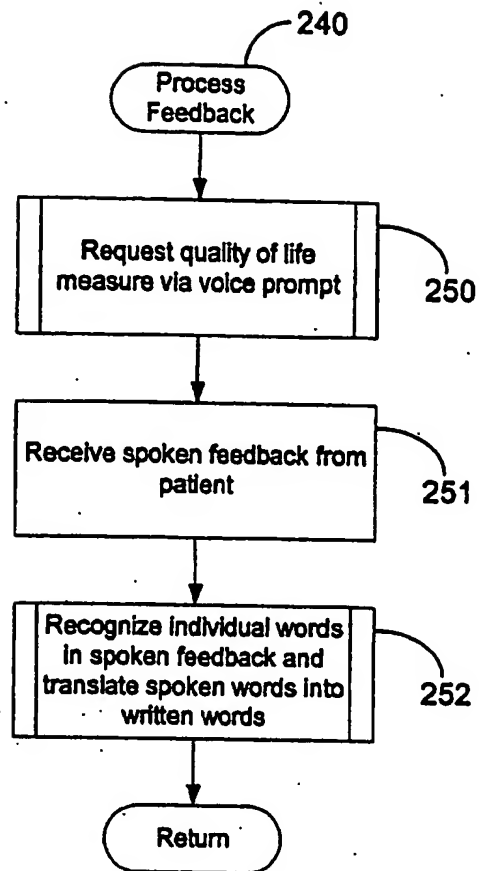 240
Process
Feedback
Request quality of life
measure via voice prompt
250
Receive spoken feedback from
patient
251
Recognize individual words
in spoken feedback and
translate spoken words into
written words
252
Return